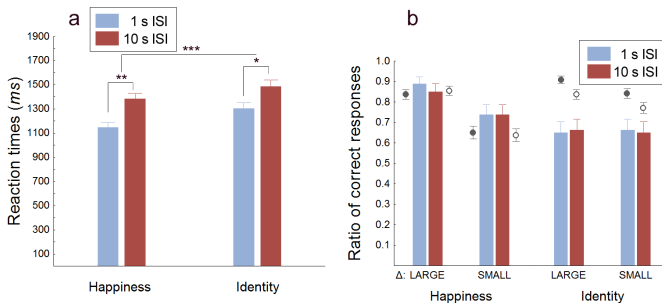 a
1 s ISI
10 s ISI
Reaction times (ms)
1900
1700
1500
1300
1100
900
700
500
300
100
***
**
*
Happiness
Identity
b
1 s ISI
10 s ISI
Ratio of correct responses
1.0
0.9
0.8
0.7
0.6
0.5
0.4
0.3
0.2
0.1
Δ: LARGE
SMALL
LARGE
SMALL
Happiness
Identity